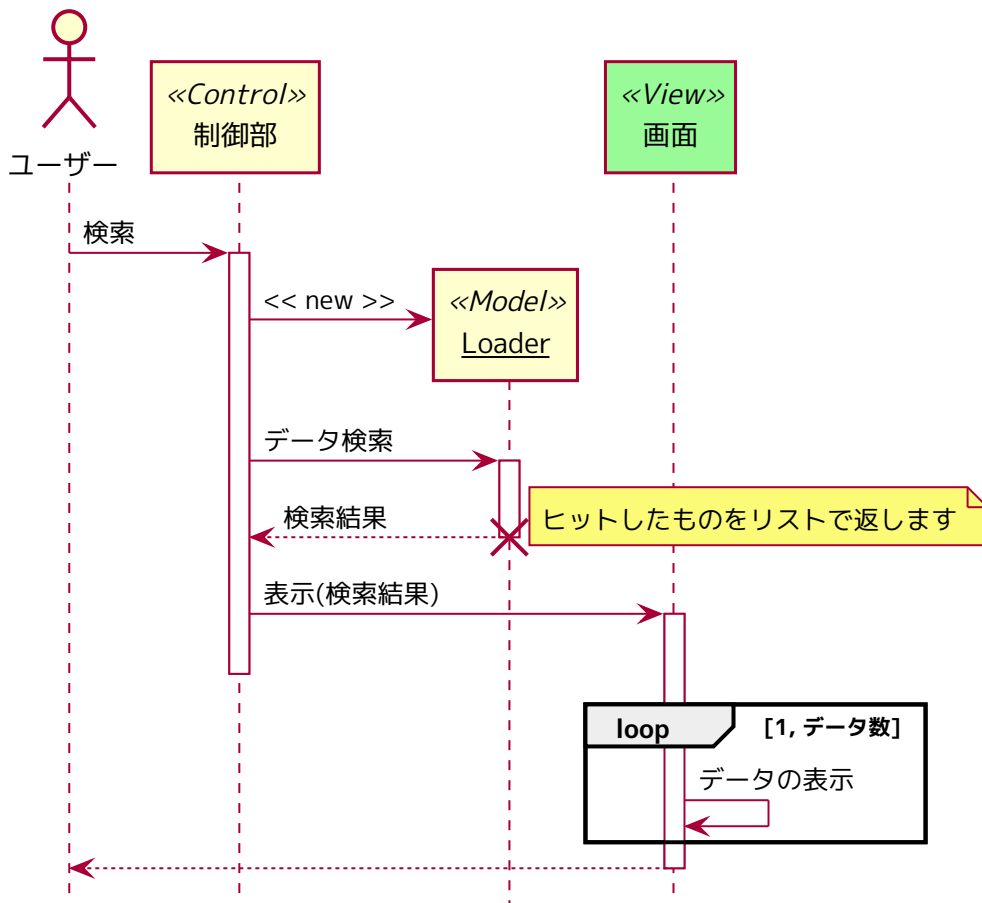 ユーザー
«Control»
制御部
«View»
画面
検索
<< new >>
«Model»
Loader
データ検索
検索結果
ヒットしたものをリストで返します
表示(検索結果)
loop
[1, データ数]
データの表示